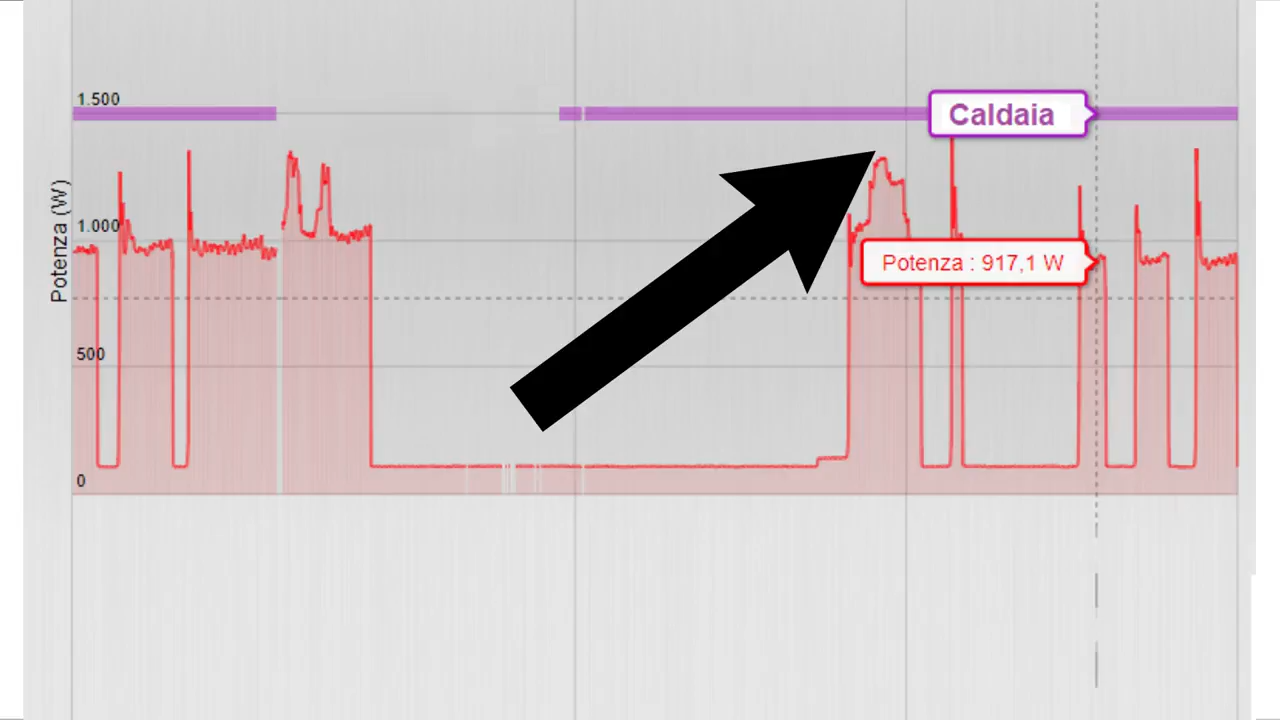 1.500
Caldaia
Potenza (W)
1.000
Potenza : 917,1 W
500
0